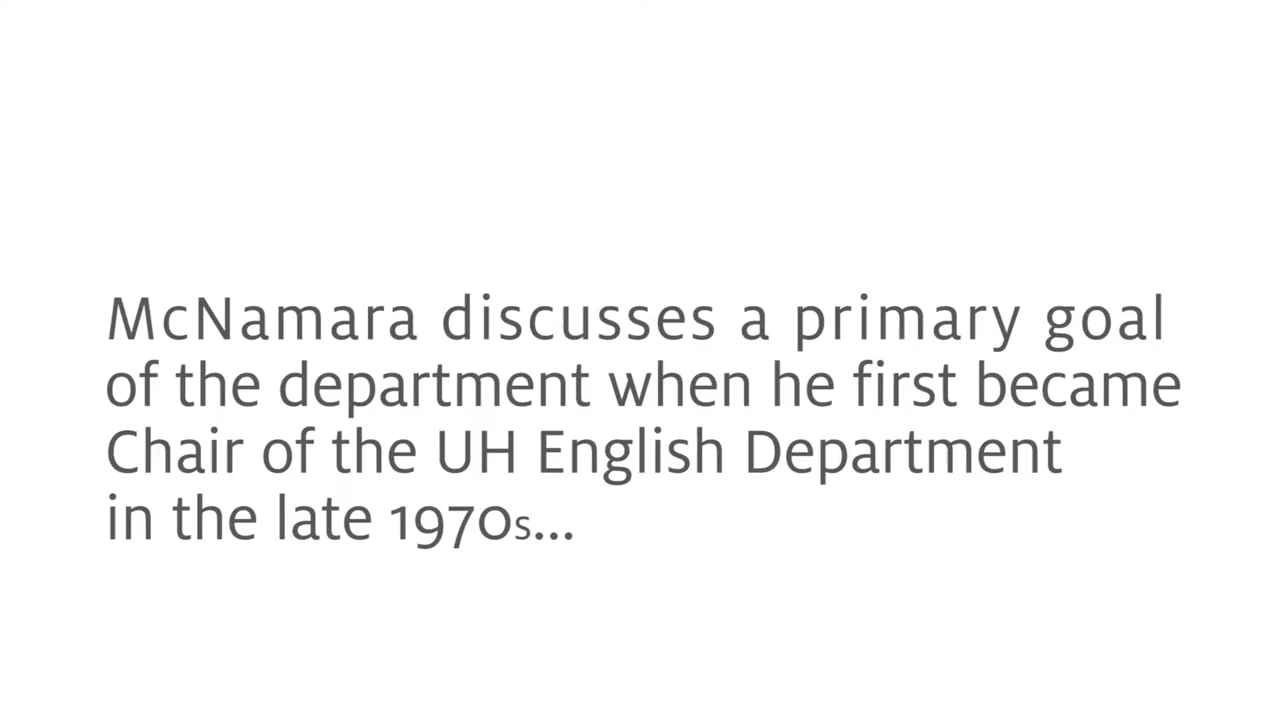 McNamara discusses a primary goal
of the department when he first became
Chair of the UH English Department
in the late 1970s...